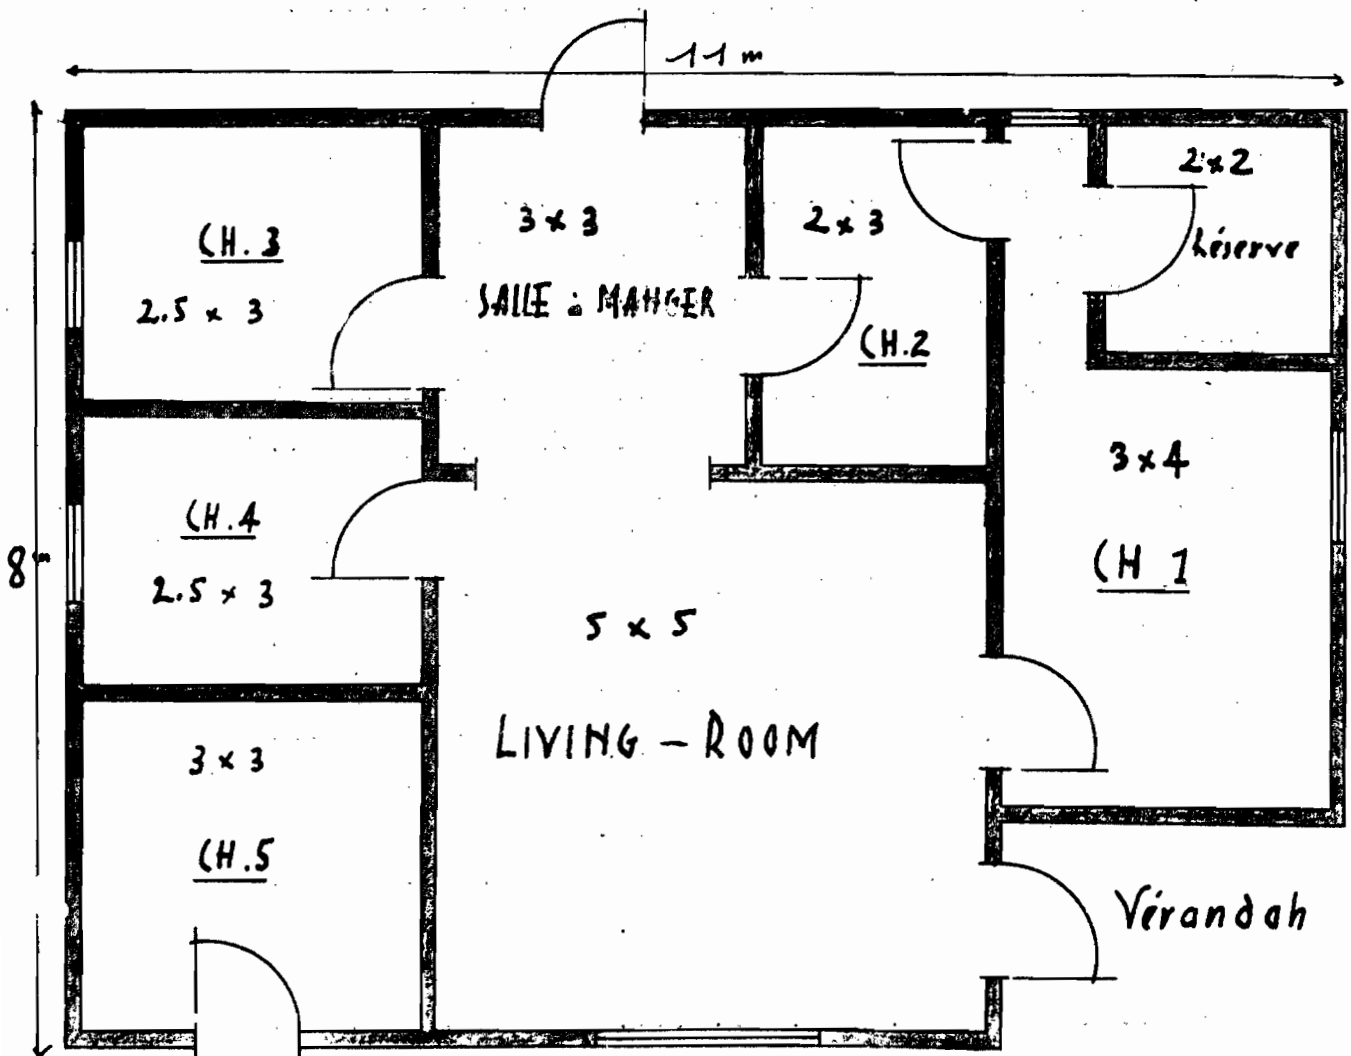 11 m
CH. 3
2.5 x 3
3 x 3
SALLE à MANGER
2 x 3
CH.2
2 x 2
Réserve
8 m
CH.4
2.5 x 3
5 x 5
LIVING - ROOM
3 x 4
CH 1
3 x 3
CH.5
Vérandah